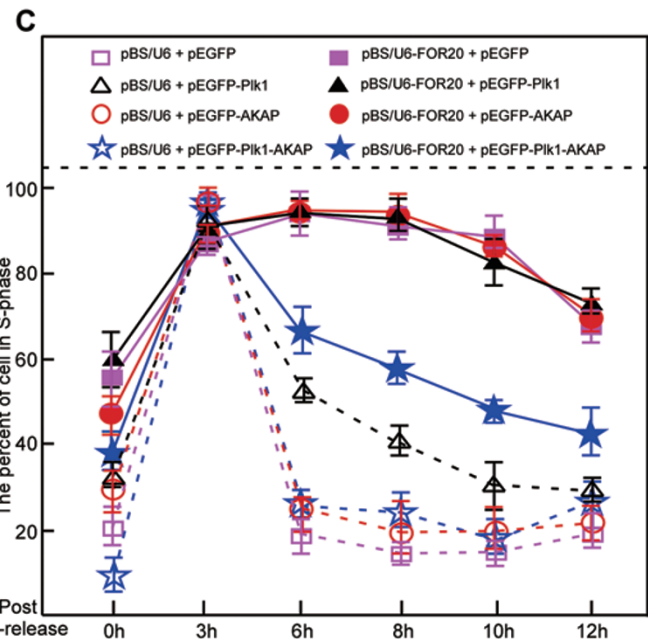 C
pBS/U6 + pEGFP
pBS/U6-FOR20 + pEGFP
pBS/U6 + pEGFP-Plk1
pBS/U6-FOR20 + pEGFP-Plk1
pBS/U6 + pEGFP-AKAP
pBS/U6-FOR20 + pEGFP-AKAP
pBS/U6 + pEGFP-Plk1-AKAP
pBS/U6-FOR20 + pEGFP-Plk1-AKAP
The percent of cell in S-phase
100
80
60
40
20
Post
-release
0h
3h
6h
8h
10h
12h